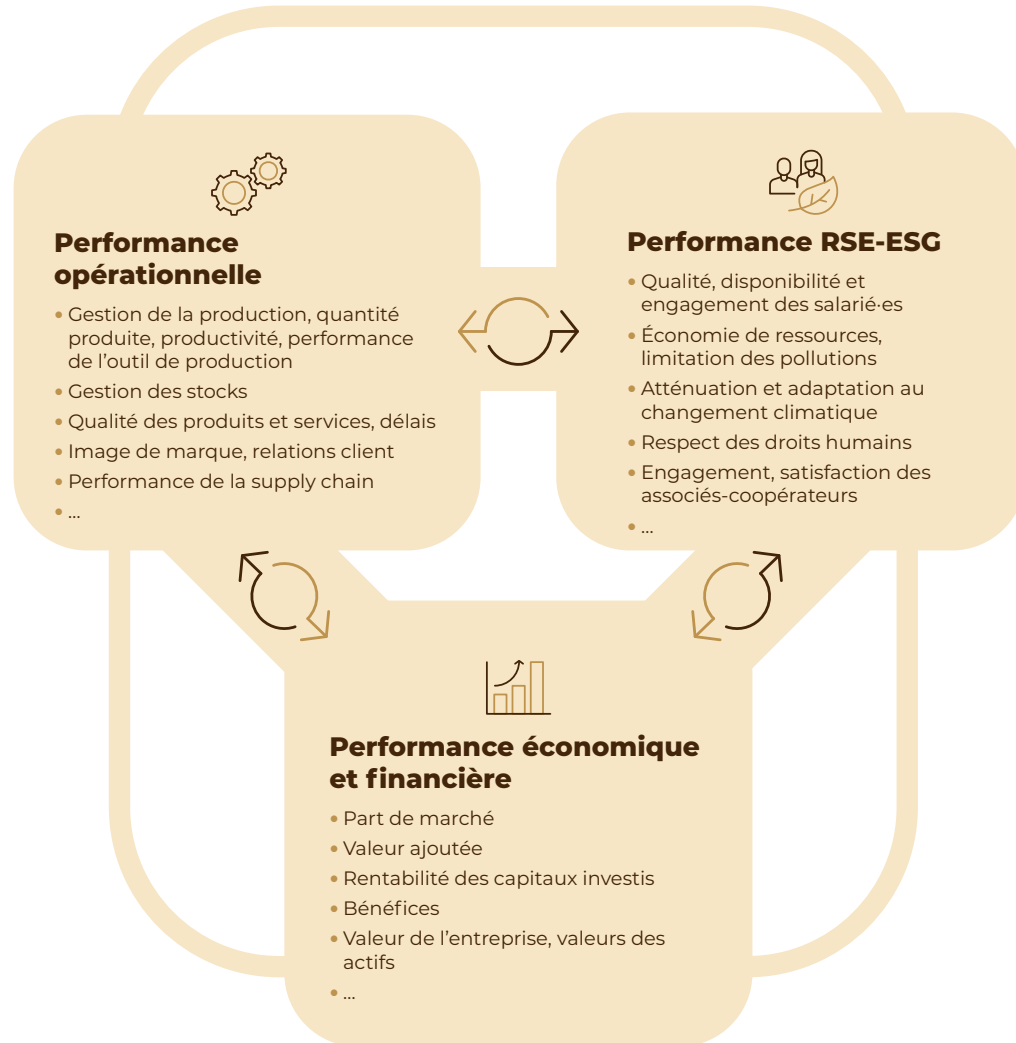 Performance
opérationnelle
• Gestion de la production, quantité
produite, productivité, performance
de l’outil de production
• Gestion des stocks
• Qualité des produits et services, délais
• Image de marque, relations client
• Performance de la supply chain
• ...
Performance RSE-ESG
• Qualité, disponibilité et
engagement des salarié·es
• Économie de ressources,
limitation des pollutions
• Atténuation et adaptation au
changement climatique
• Respect des droits humains
• Engagement, satisfaction des
associés-coopérateurs
• ...
Performance économique
et financière
• Part de marché
• Valeur ajoutée
• Rentabilité des capitaux investis
• Bénéfices
• Valeur de l’entreprise, valeurs des
actifs
• ...